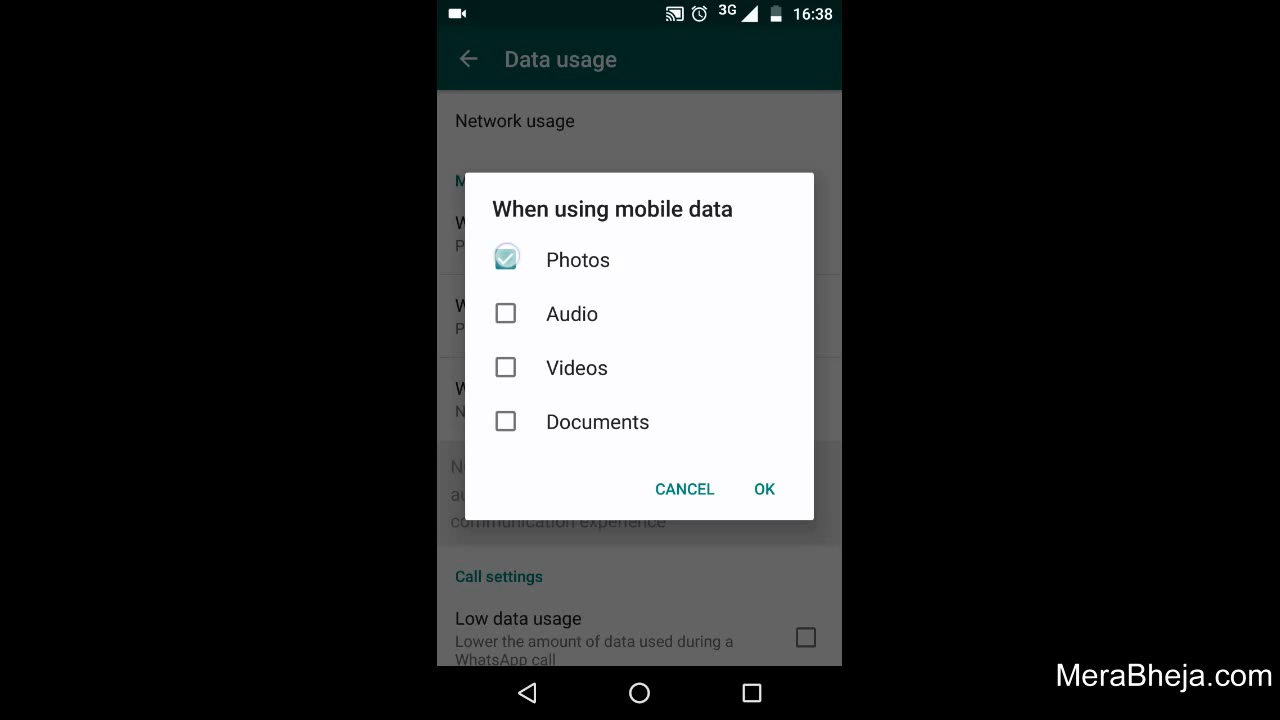 3G 16:38
Data usage
Network usage
When using mobile data
Photos
Audio
Videos
Documents
CANCEL OK
communication experience
Call settings
Low data usage
Lower the amount of data used during a
WhatsApp call
MeraBheja.com